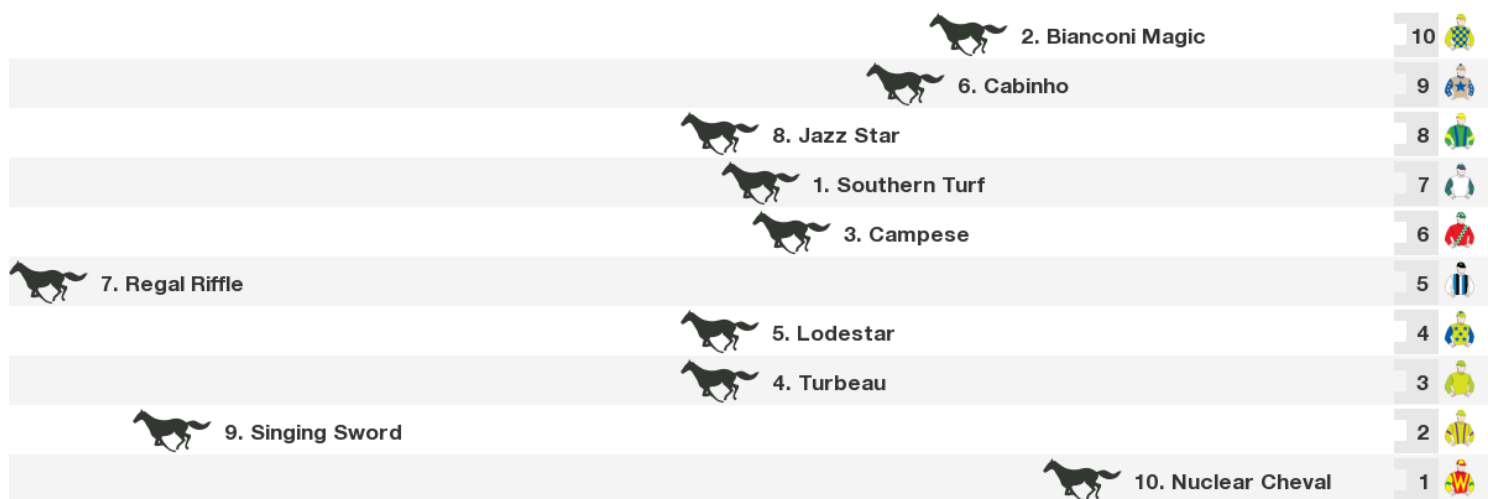 2. Bianconi Magic 10
6. Cabinho 9
8. Jazz Star 8
1. Southern Turf 7
3. Campese 6
7. Regal Riffle 5
5. Lodestar 4
4. Turbeau 3
9. Singing Sword 2
10. Nuclear Cheval 1 W